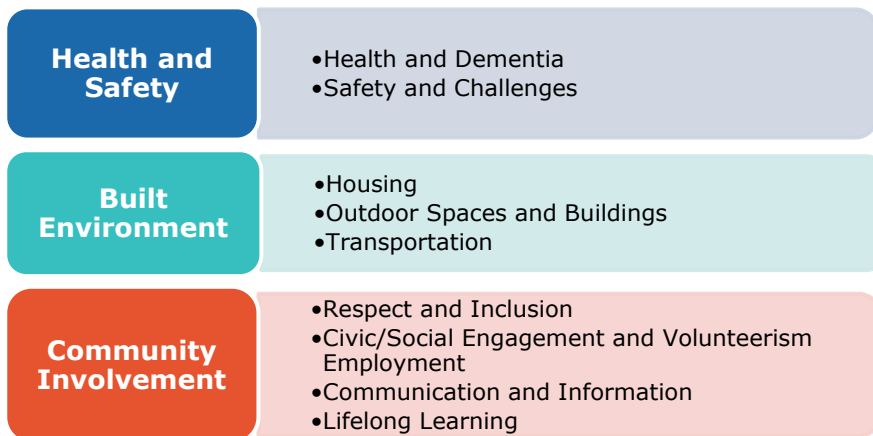 Health and
Safety
•Health and Dementia
•Safety and Challenges
Built
Environment
•Housing
•Outdoor Spaces and Buildings
•Transportation
Community
Involvement
•Respect and Inclusion
•Civic/Social Engagement and Volunteerism
Employment
•Communication and Information
•Lifelong Learning